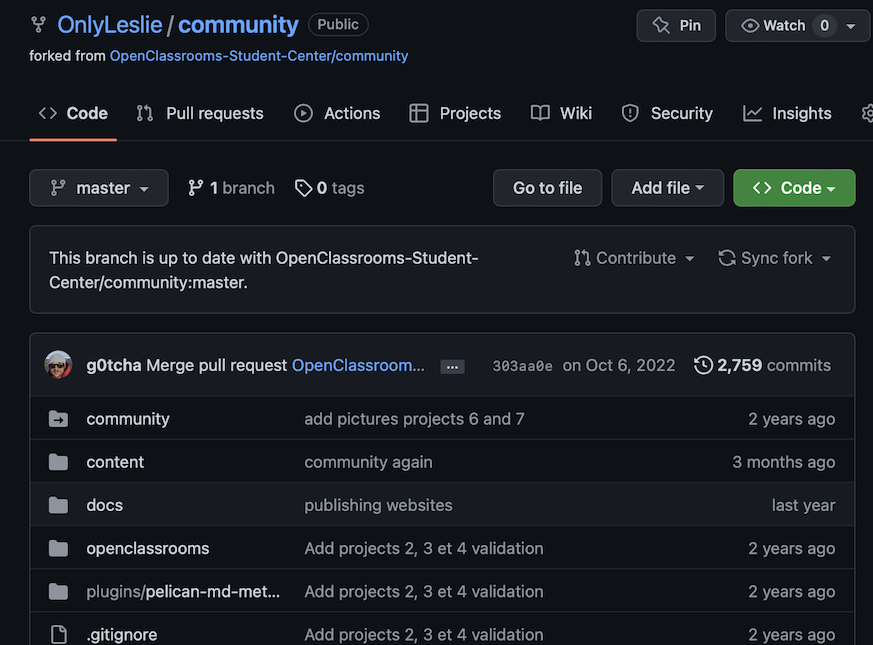 OnlyLeslie / community Public Pin Watch 0
forked from OpenClassrooms-Student-Center/community
Code Pull requests Actions Projects Wiki Security Insights
master 1 branch 0 tags Go to file Add file Code
This branch is up to date with OpenClassrooms-Student-
Center/community:master.
Contribute Sync fork
g0tcha Merge pull request OpenClassroom... ... 303aa0e on Oct 6, 2022 2,759 commits
community add pictures projects 6 and 7 2 years ago
content community again 3 months ago
docs publishing websites last year
openclassrooms Add projects 2, 3 et 4 validation 2 years ago
plugins/pelican-md-met... Add projects 2, 3 et 4 validation 2 years ago
.gitignore Add projects 2, 3 et 4 validation 2 years ago